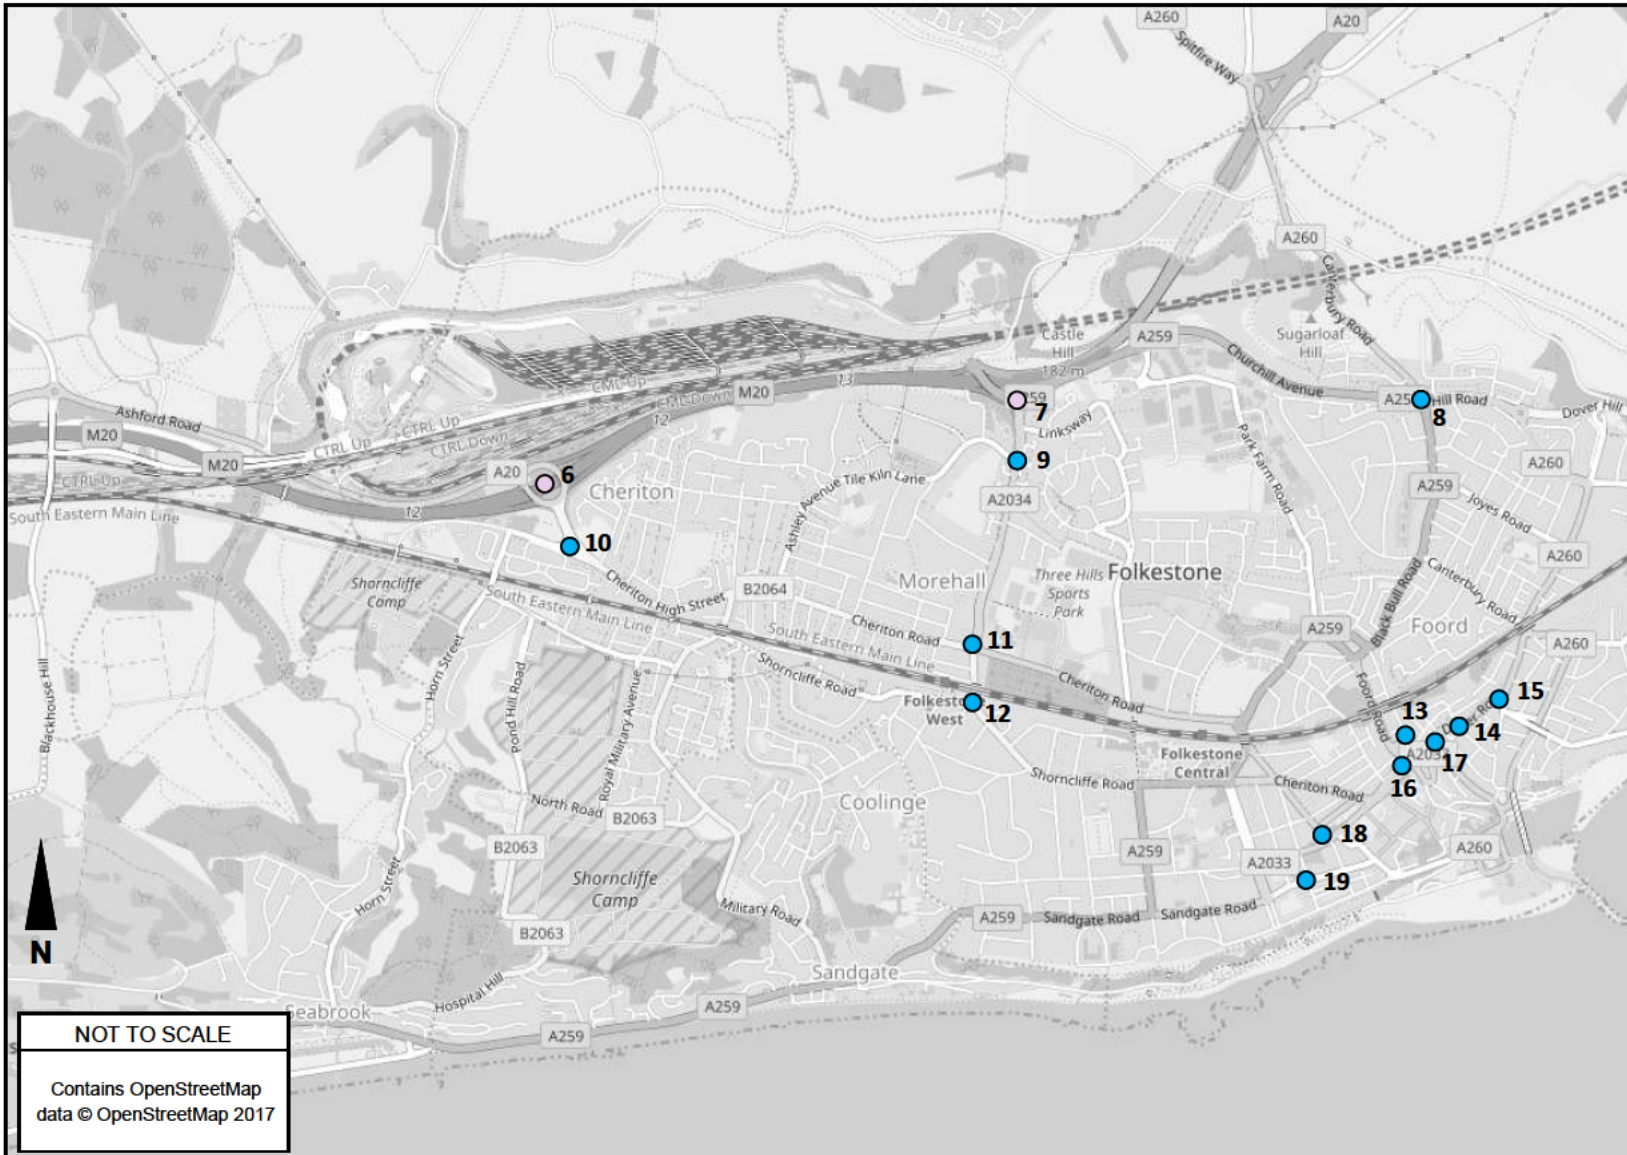 A260
A20
Spitfire Way
A260
Canterbury Road
Castle
Hill
182 m
A259
Sugarloaf
Hill
Churchill Avenue
CML Up
CML Down
M20
13
12
7
Linksway
8
Hill Road
Dover Hill
Ashford Road
M20
M20
CTRL Up
CTRL Up
CTRL Up
CTRL Down
South Eastern Main Line
12
A20
6
Cheriton
10
Ashley Avenue
Tile Kiln Lane
9
A2034
Park Farm Road
A260
A259
Joyes Road
A260
Canterbury Road
Shorncliffe
Camp
Cheriton High Street
South Eastern Main Line
B2064
Morehall
Three Hills
Sports
Park
Folkestone
Black Bull Road
Foord
A259
A260
Cheriton Road
South Eastern Main Line
11
Shorncliffe Road
Cheriton Road
12
West
Blackhouse Hill
Horn Street
Pond Hill Road
Royal Military Avenue
Foord Road
13
14
15
16
17
Folkestone
Central
Shorncliffe Road
Cheriton Road
North Road
B2063
B2063
Coolinge
A259
A2033
18
A260
19
Horn Street
Shorncliffe
Camp
Military Road
A259
Sandgate Road
Sandgate Road
B2063
Hospital Hill
Sandgate
Seabrook
A259
A259
N
NOT TO SCALE
Contains OpenStreetMap
data © OpenStreetMap 2017